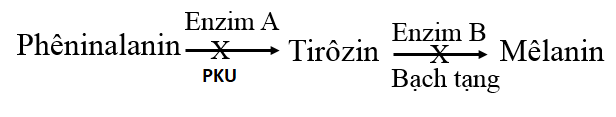 Enzim A
Enzim B
Phêninalanin X Tirôzin X Mêlanin
PKU
Bạch tạng